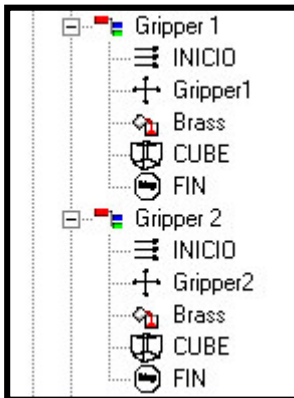 Gripper 1
INICIO
Gripper1
Brass
CUBE
FIN
Gripper 2
INICIO
Gripper2
Brass
CUBE
FIN